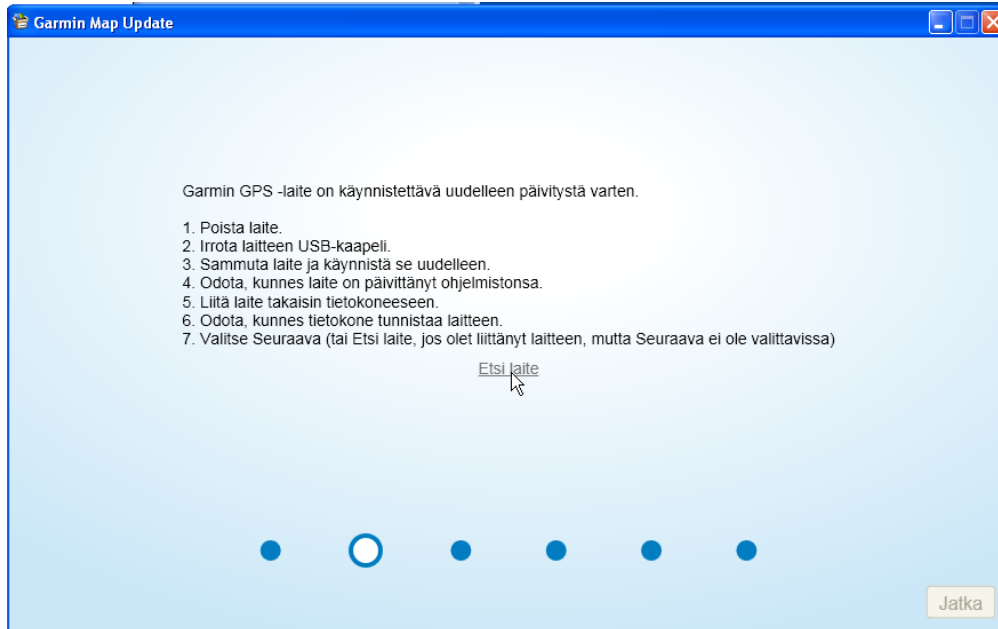 Garmin Map Update
Garmin GPS -laite on käynnistettävä uudelleen päivitystä varten.
1. Poista laite.
2. Irrota laitteen USB-kaapeli.
3. Sammuta laite ja käynnistä se uudelleen.
4. Odota, kunnes laite on päivittänyt ohjelmistonsa.
5. Liitä laite takaisin tietokoneeseen.
6. Odota, kunnes tietokone tunnistaa laitteen.
7. Valitse Seuraava (tai Etsi laite, jos olet liittänyt laitteen, mutta Seuraava ei ole valittavissa)
Etsi laite
Jatka